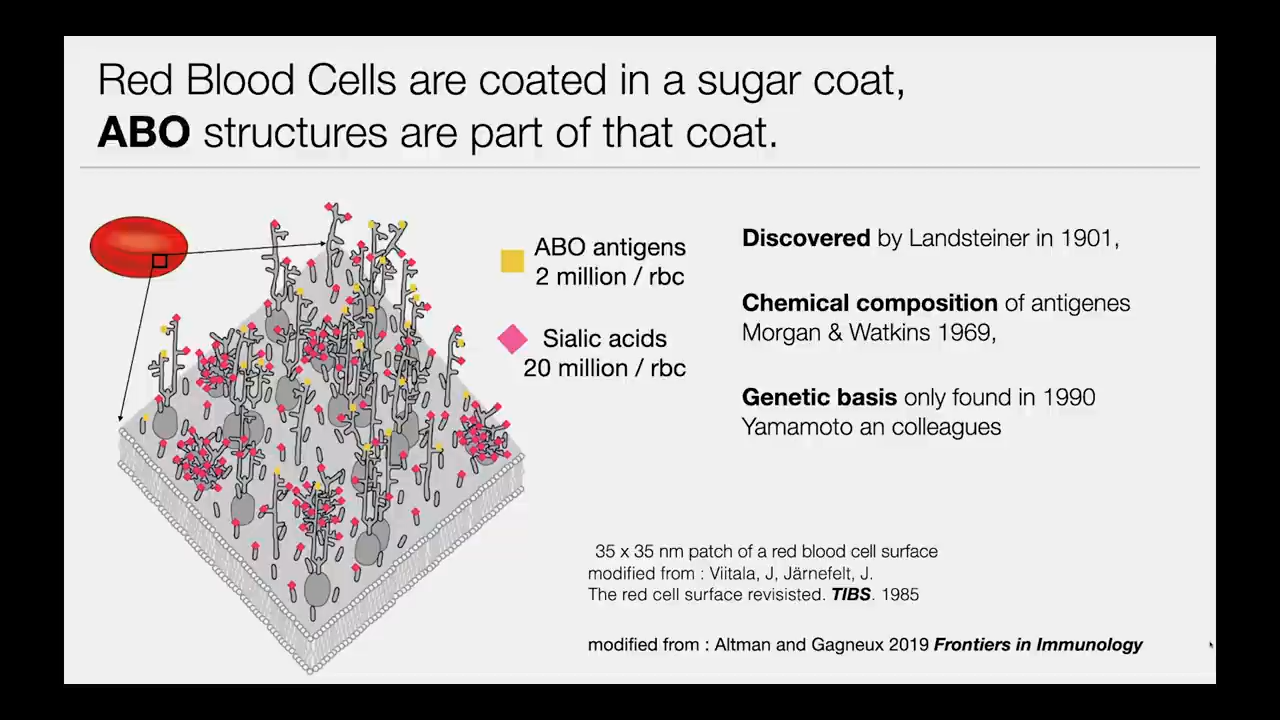 Red Blood Cells are coated in a sugar coat,
ABO structures are part of that coat.
ABO antigens
2 million / rbc
Sialic acids
20 million / rbc
Discovered by Landsteiner in 1901,
Chemical composition of antigenes
Morgan & Watkins 1969,
Genetic basis only found in 1990
Yamamoto an colleagues
35 x 35 nm patch of a red blood cell surface
modified from : Viitala, J, Järnefelt, J.
The red cell surface revisisted. TIBS. 1985
modified from : Altman and Gagneux 2019 Frontiers in Immunology